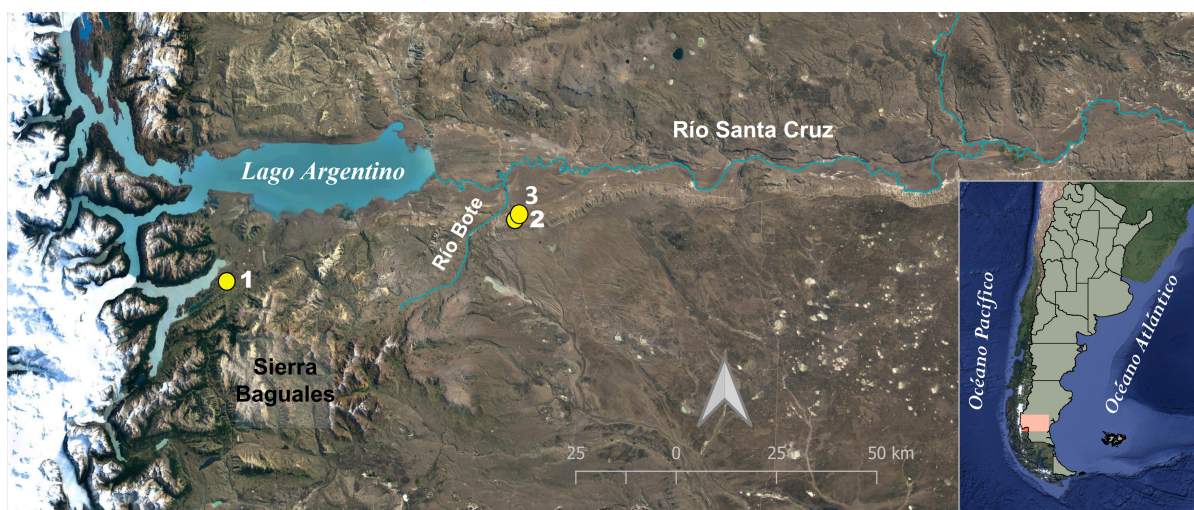 Río Santa Cruz
Lago Argentino
3
2
Río Bote
1
Sierra
Baguales
25 0 25 50 km
Océano Pacífico
Océano Atlántico